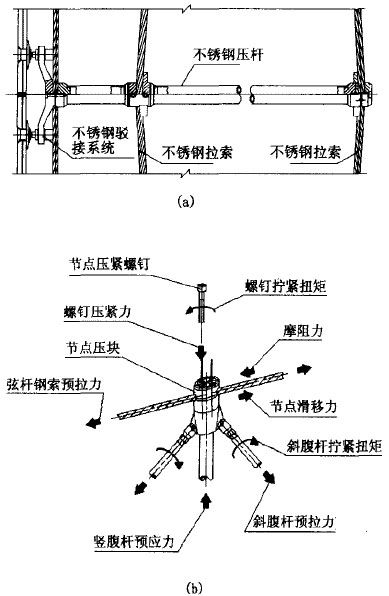 不锈钢压杆
不锈钢驳
接系统
不锈钢拉索
不锈钢拉索
(a)
节点压紧螺钉
螺钉拧紧扭矩
螺钉压紧力
摩阻力
节点压块
弦杆钢索预拉力
节点滑移力
斜腹杆拧紧扭矩
斜腹杆预拉力
竖腹杆预应力
(b)